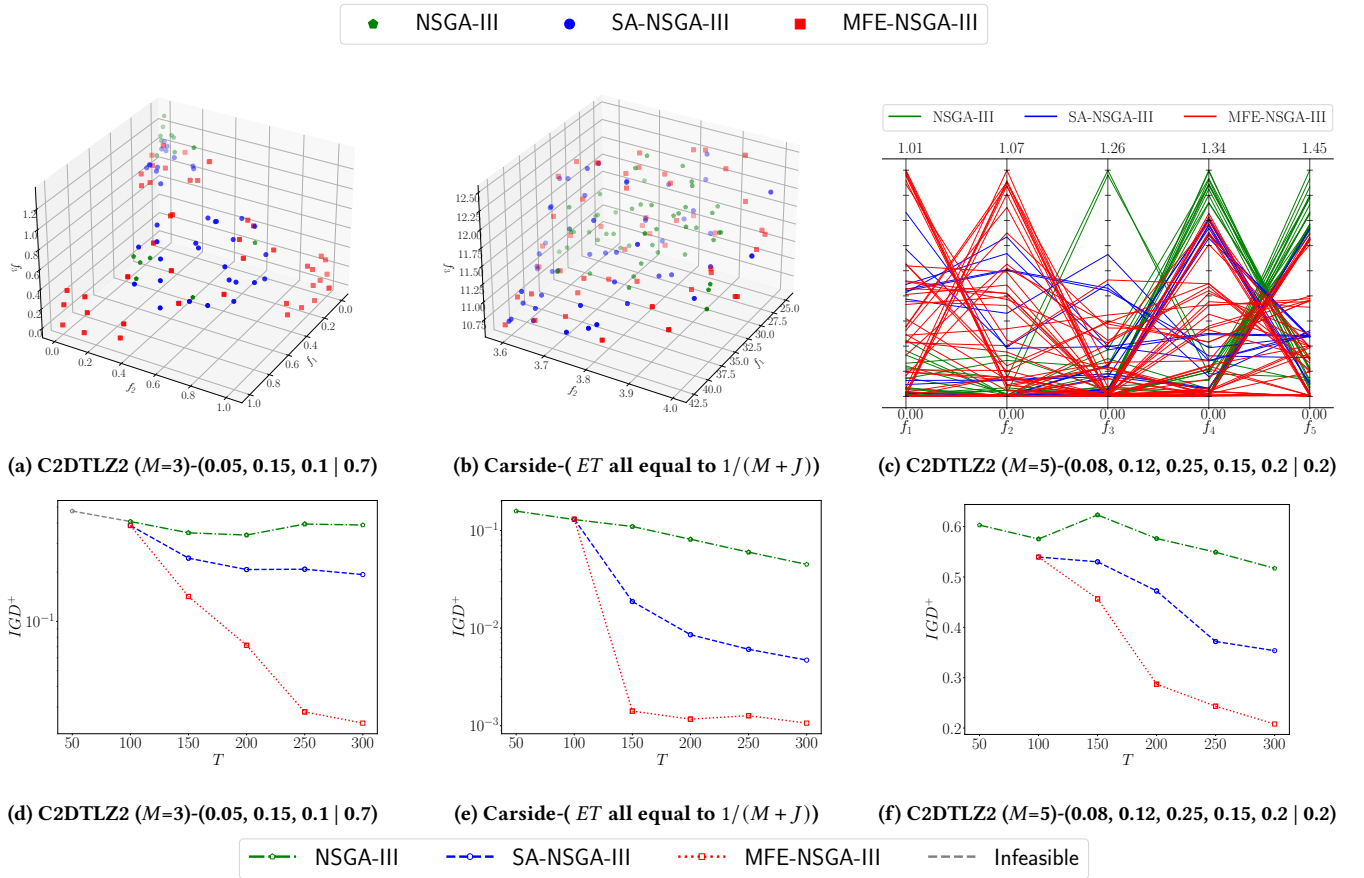 NSGA-III SA-NSGA-III MFE-NSGA-III
1.2
1.0
0.8
0.6
0.4
0.2
0.0
f₃
0.0
0.2
0.4
0.6
0.8
1.0
f₂
0.0
0.2
0.4
0.6
0.8
1.0
f₁
12.50
12.25
12.00
11.75
11.50
11.25
11.00
10.75
f₃
3.6
3.7
3.8
3.9
4.0
f₂
25.0
27.5
30.0
32.5
35.0
37.5
40.0
42.5
f₁
NSGA-III SA-NSGA-III MFE-NSGA-III
1.01 1.07 1.26 1.34 1.45
0.00 0.00 0.00 0.00 0.00
f₁ f₂ f₃ f₄ f₅
(a) C2DTLZ2 (M=3)-(0.05, 0.15, 0.1 | 0.7)
(b) Carside-( ET all equal to 1/(M + J))
(c) C2DTLZ2 (M=5)-(0.08, 0.12, 0.25, 0.15, 0.2 | 0.2)
IGD⁺
10⁻¹
50 100 150 200 250 300
T
IGD⁺
10⁻¹
10⁻²
10⁻³
50 100 150 200 250 300
T
IGD⁺
0.6
0.5
0.4
0.3
0.2
50 100 150 200 250 300
T
(d) C2DTLZ2 (M=3)-(0.05, 0.15, 0.1 | 0.7)
(e) Carside-( ET all equal to 1/(M + J))
(f) C2DTLZ2 (M=5)-(0.08, 0.12, 0.25, 0.15, 0.2 | 0.2)
NSGA-III SA-NSGA-III MFE-NSGA-III Infeasible